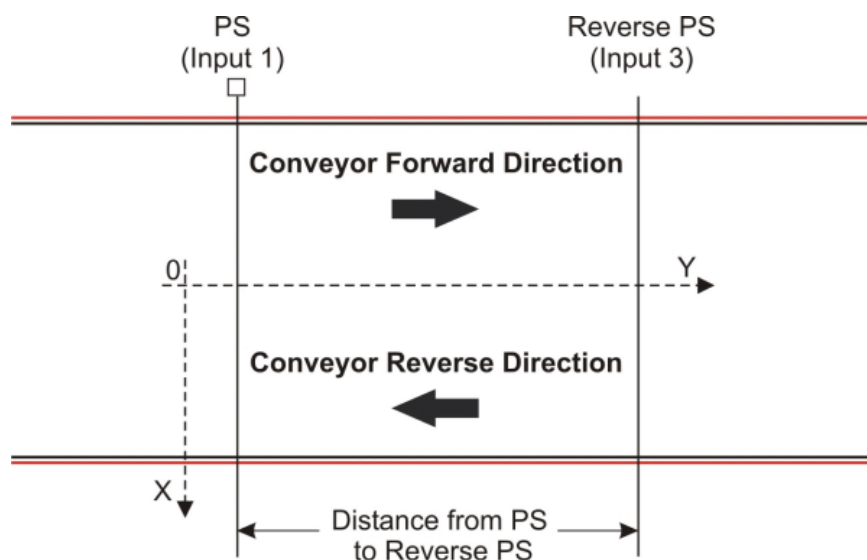 PS
(Input 1)
Reverse PS
(Input 3)
Conveyor Forward Direction
0
Y
Conveyor Reverse Direction
X
Distance from PS
to Reverse PS